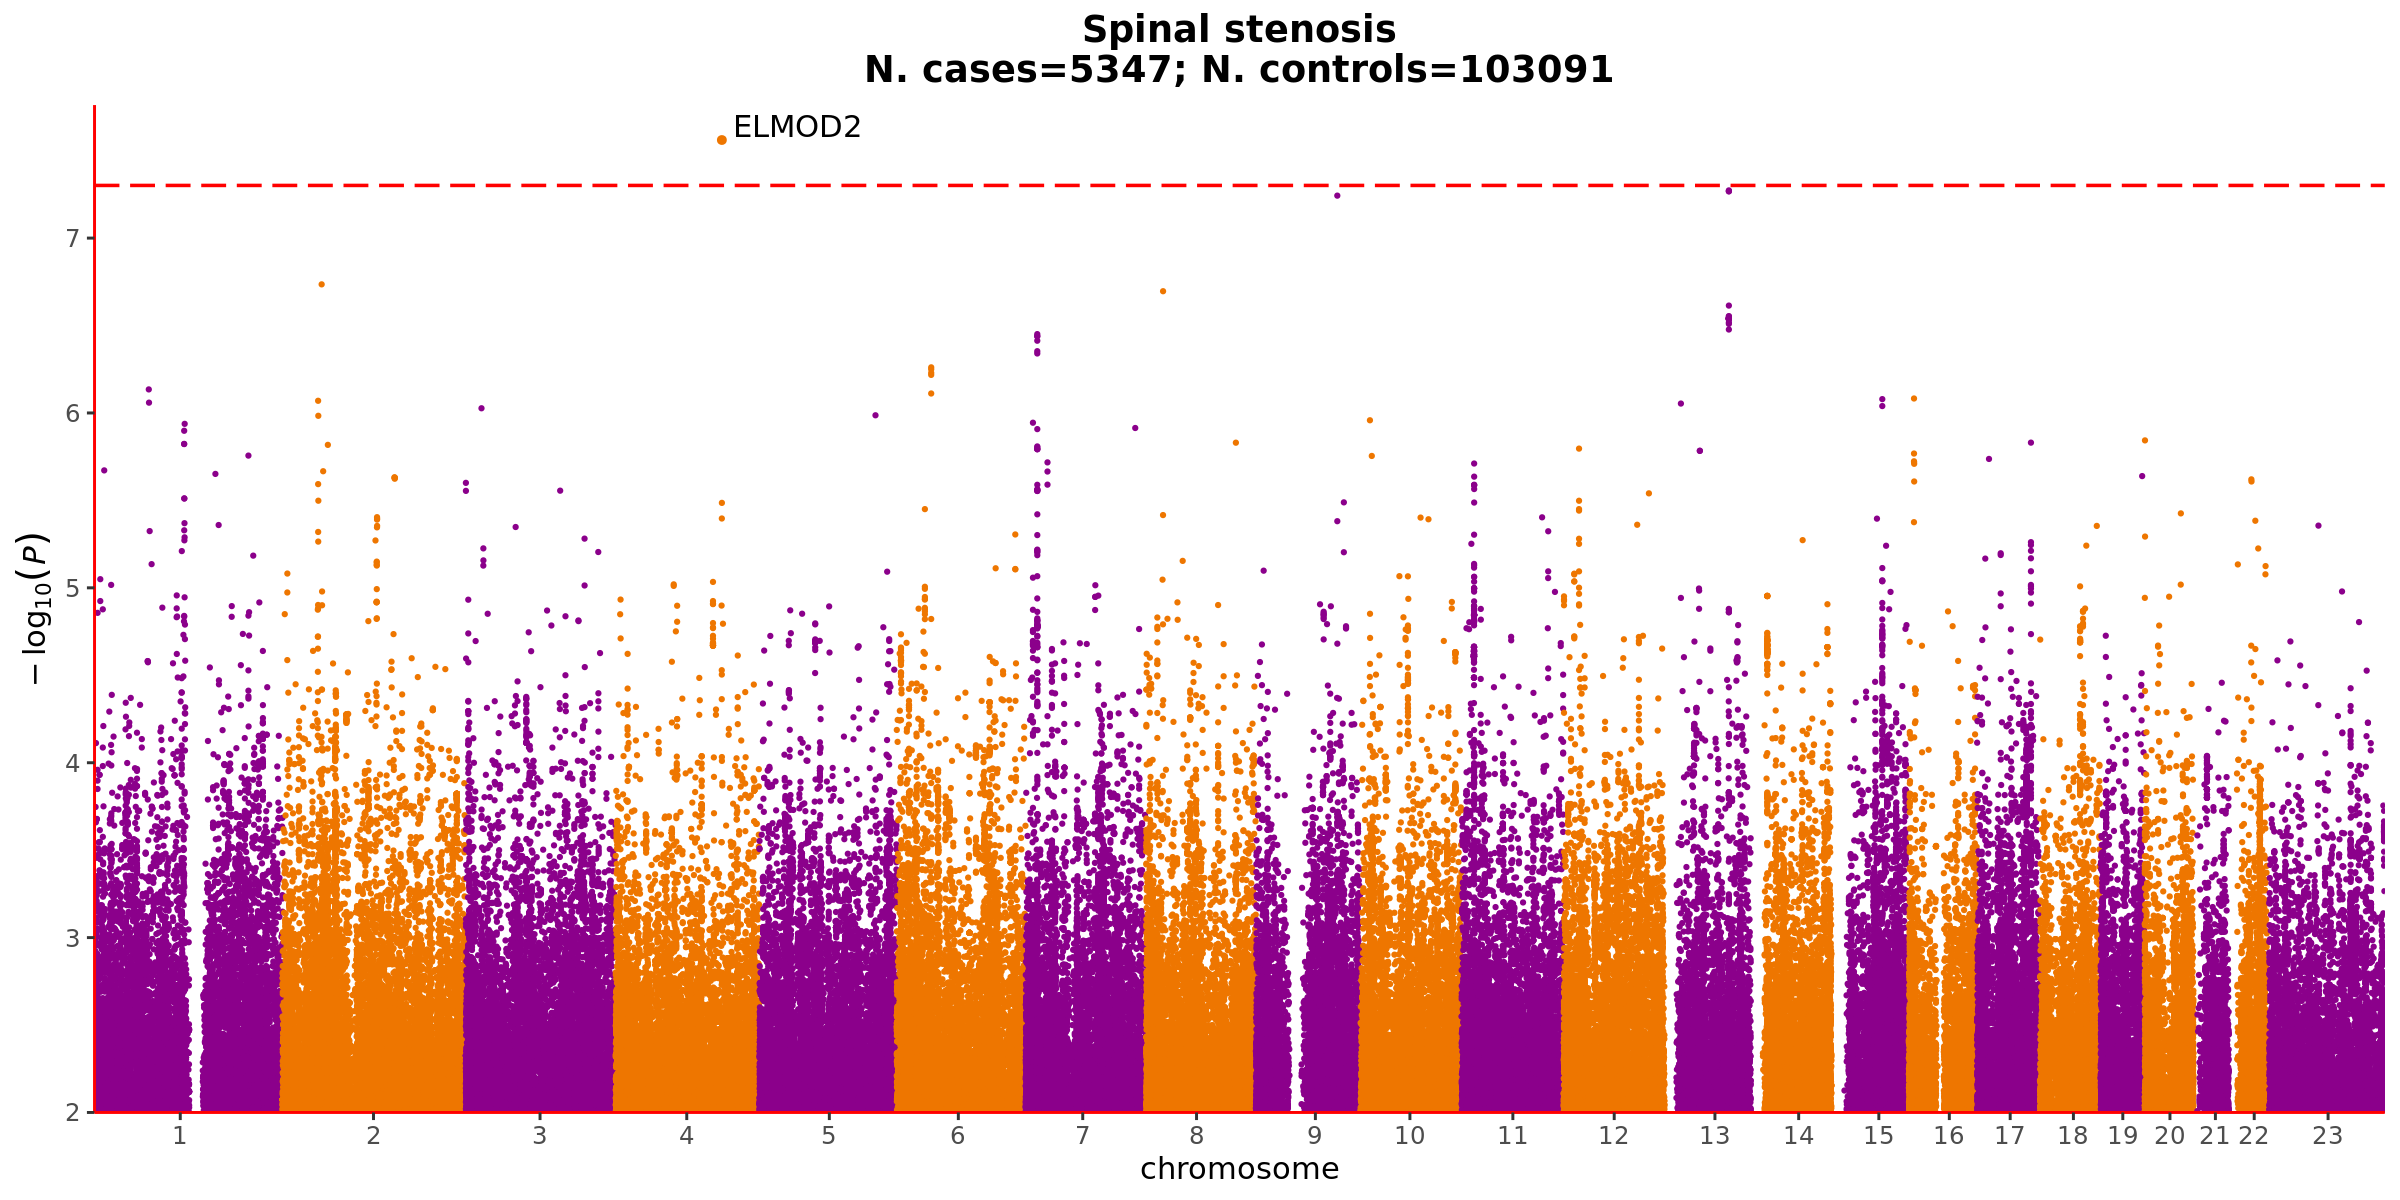 Spinal stenosis
N. cases=5347; N. controls=103091
ELMOD2
7
6
5
4
3
2
− log10(P)
1 2 3 4 5 6 7 8 9 10 11 12 13 14 15 16 17 18 19 20 21 22 23
chromosome